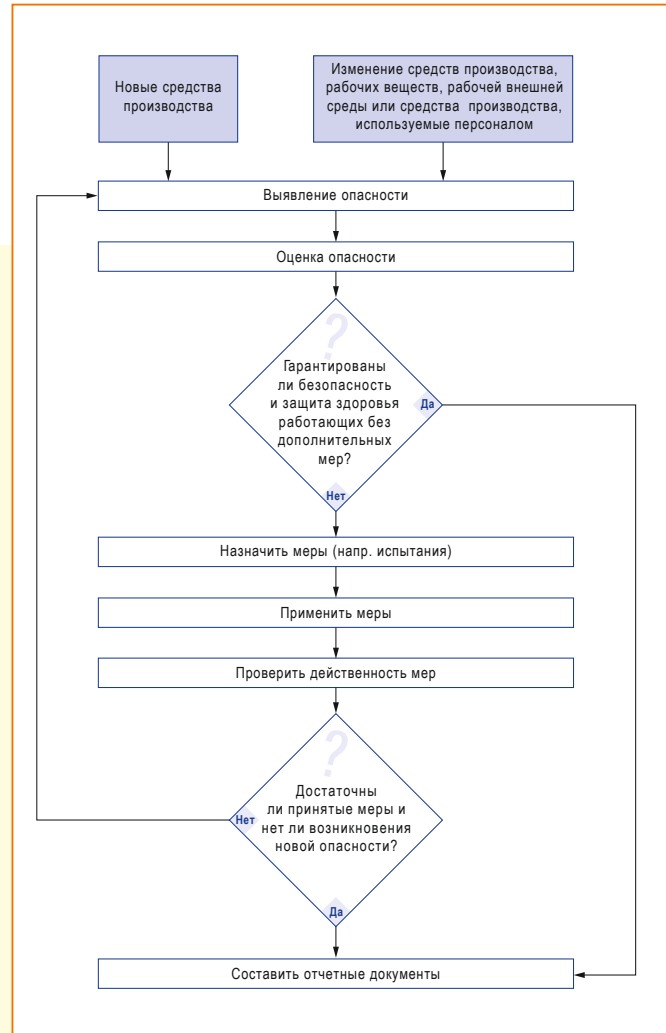 Новые средства
производства
Изменение средств производства,
рабочих веществ, рабочей внешней
среды или средства производства,
используемые персоналом
Выявление опасности
Оценка опасности
?
Гарантированы
ли безопасность
и защита здоровья
работающих без
дополнительных
мер?
Да
Нет
Назначить меры (напр. испытания)
Применить меры
Проверить действенность мер
?
Достаточны
ли принятые меры и
нет ли возникновения
новой опасности?
Нет
Да
Составить отчетные документы